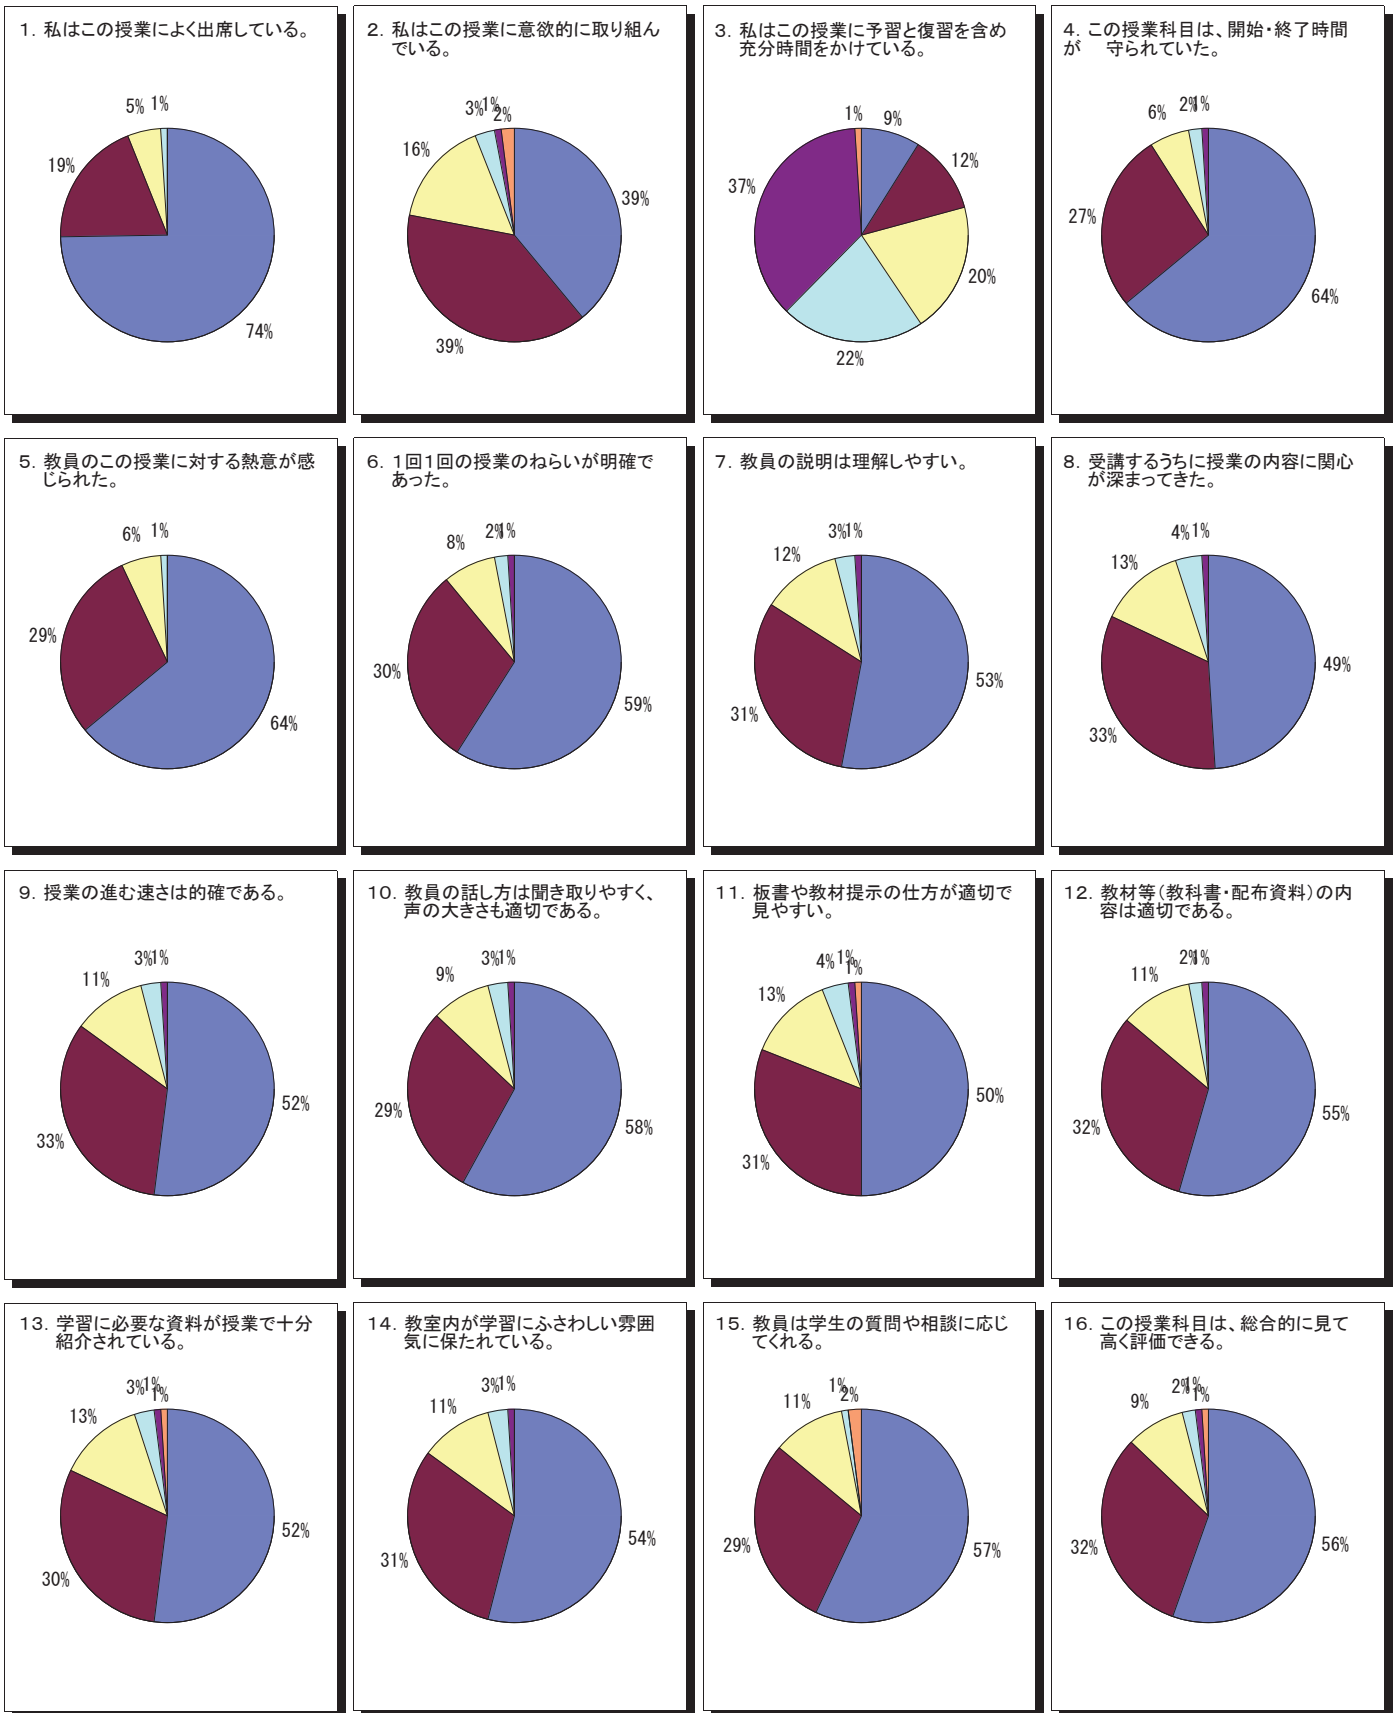 1．私はこの授業によく出席している。
5%
1%
19%
74%
2．私はこの授業に意欲的に取り組ん
でいる。
3%
1%
2%
16%
39%
39%
3．私はこの授業に予習と復習を含め
充分時間をかけている。
1%
9%
12%
37%
20%
22%
4．この授業科目は、開始・終了時間
が　守られていた。
6%
2%
1%
27%
64%
5．教員のこの授業に対する熱意が感
じられた。
6%
1%
29%
64%
6．1回1回の授業のねらいが明確で
あった。
8%
2%
1%
30%
59%
7．教員の説明は理解しやすい。
3%
1%
12%
53%
31%
8．受講するうちに授業の内容に関心
が深まってきた。
4%
1%
13%
49%
33%
9．授業の進む速さは的確である。
3%
1%
11%
52%
33%
10．教員の話し方は聞き取りやすく、
声の大きさも適切である。
3%
1%
9%
29%
58%
11．板書や教材提示の仕方が適切で
見やすい。
4%
1%
1%
13%
50%
31%
12．教材等（教科書・配布資料）の内
容は適切である。
2%
1%
11%
55%
32%
13．学習に必要な資料が授業で十分
紹介されている。
3%
1%
1%
13%
52%
30%
14．教室内が学習にふさわしい雰囲
気に保たれている。
3%
1%
11%
54%
31%
15．教員は学生の質問や相談に応じ
てくれる。
1%
2%
11%
29%
57%
16．この授業科目は、総合的に見て
高く評価できる。
2%
1%
1%
9%
56%
32%